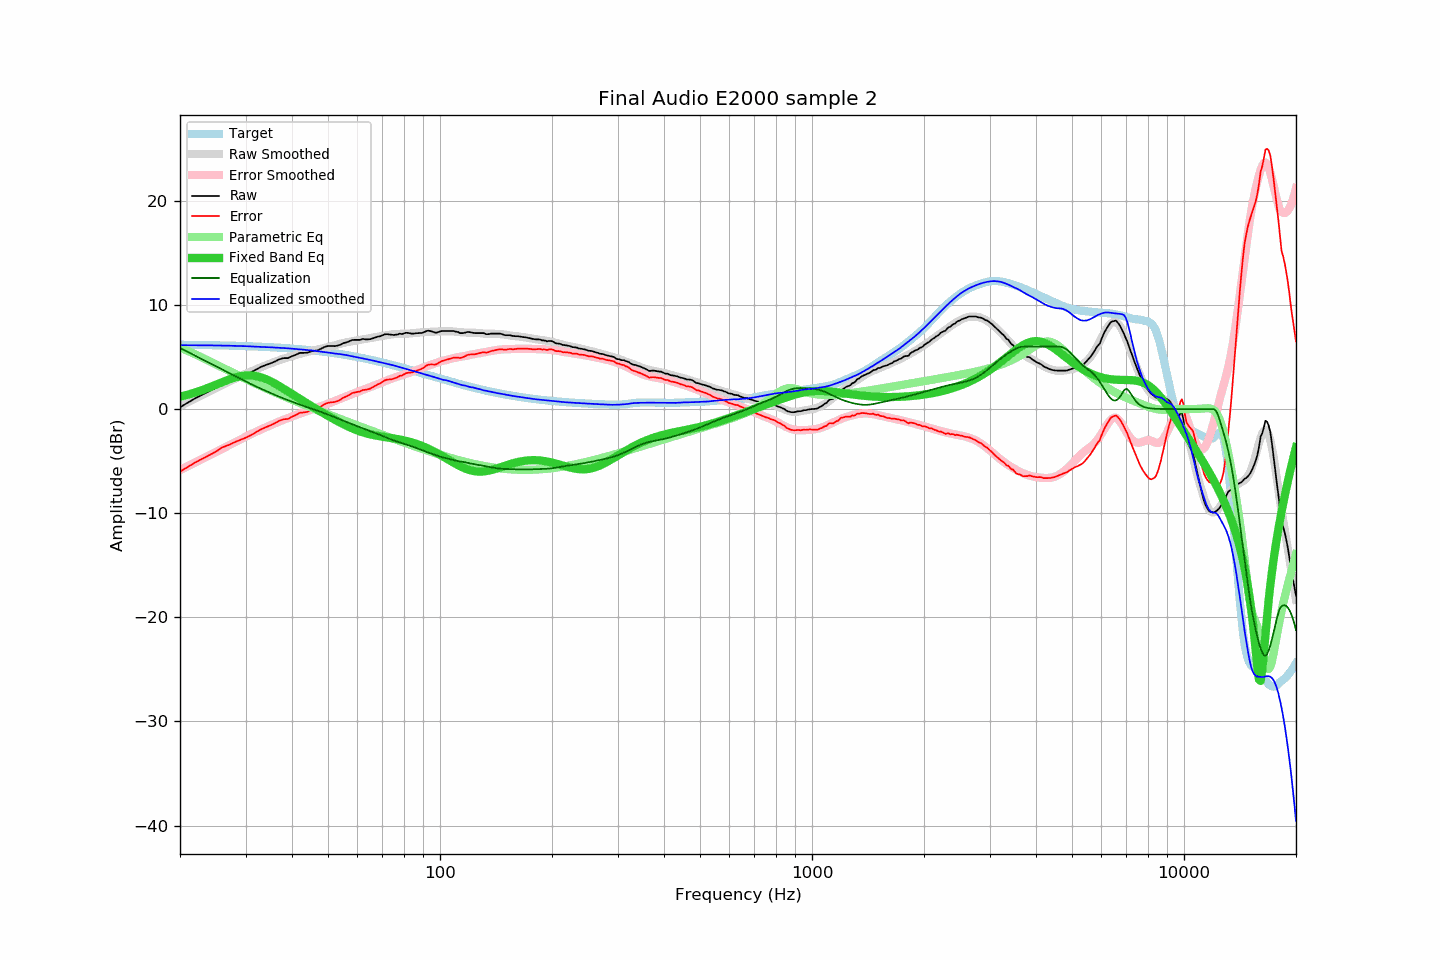 Final Audio E2000 sample 2
Target
Raw Smoothed
Error Smoothed
Raw
Error
Parametric Eq
Fixed Band Eq
Equalization
Equalized smoothed
Amplitude (dBr)
20
10
0
−10
−20
−30
−40
100
1000
10000
Frequency (Hz)